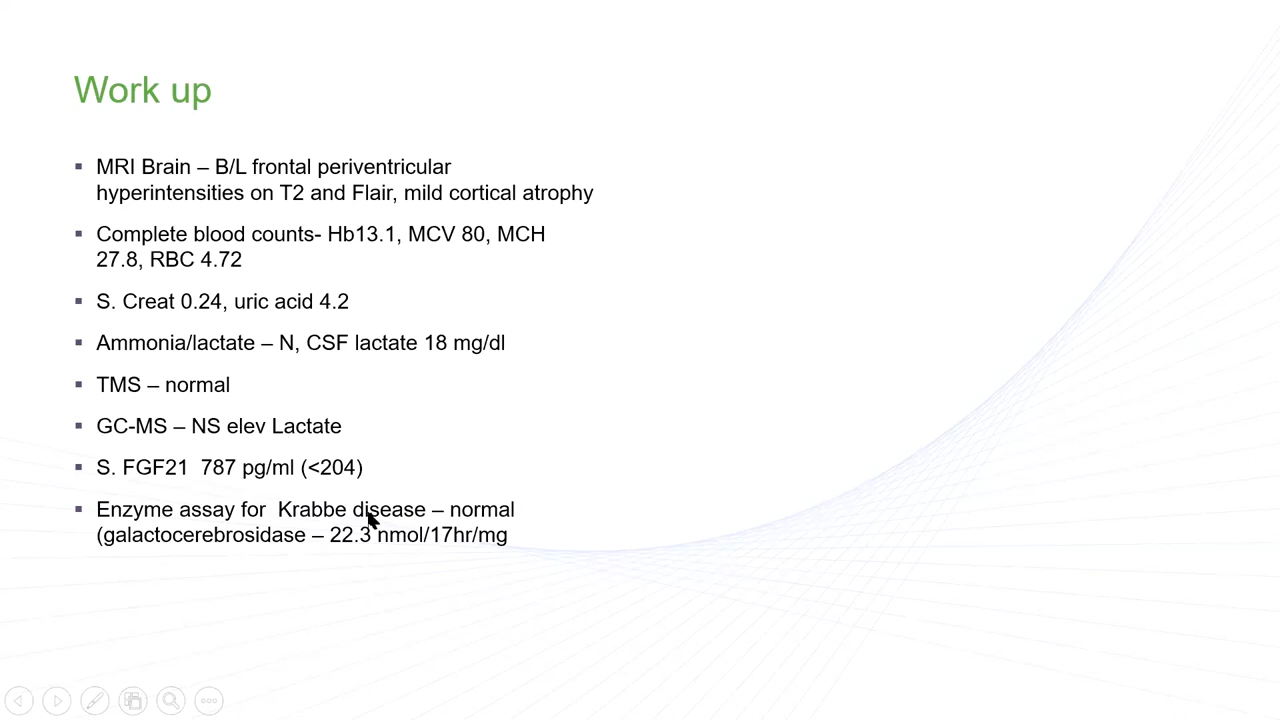 Work up
MRI Brain – B/L frontal periventricular
hyperintensities on T2 and Flair, mild cortical atrophy
Complete blood counts- Hb13.1, MCV 80, MCH
27.8, RBC 4.72
S. Creat 0.24, uric acid 4.2
Ammonia/lactate – N, CSF lactate 18 mg/dl
TMS – normal
GC-MS – NS elev Lactate
S. FGF21  787 pg/ml (<204)
Enzyme assay for  Krabbe disease – normal
(galactocerebrosidase – 22.3 nmol/17hr/mg